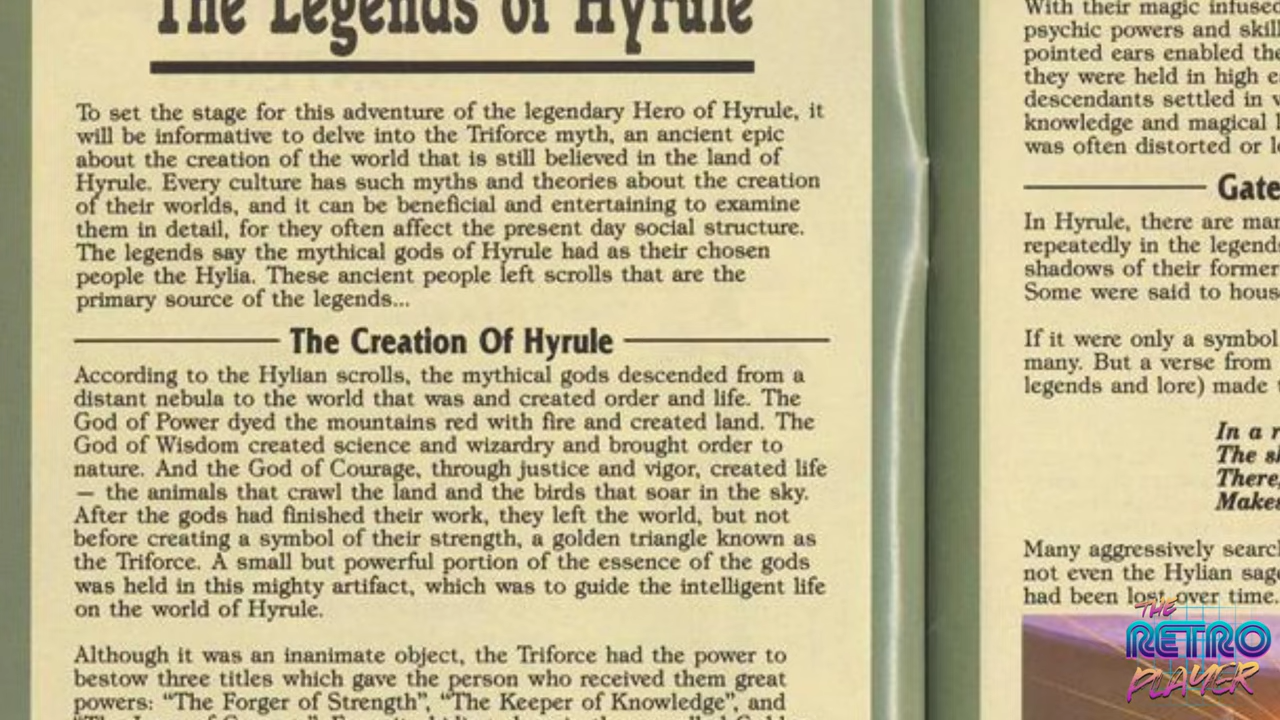 The Legends of Hyrule
To set the stage for this adventure of the legendary Hero of Hyrule, it
will be informative to delve into the Triforce myth, an ancient epic
about the creation of the world that is still believed in the land of
Hyrule. Every culture has such myths and theories about the creation
of their worlds, and it can be beneficial and entertaining to examine
them in detail, for they often affect the present day social structure.
The legends say the mythical gods of Hyrule had as their chosen
people the Hylia. These ancient people left scrolls that are the
primary source of the legends...
The Creation Of Hyrule
According to the Hylian scrolls, the mythical gods descended from a
distant nebula to the world that was and created order and life. The
God of Power dyed the mountains red with fire and created land. The
God of Wisdom created science and wizardry and brought order to
nature. And the God of Courage, through justice and vigor, created life
— the animals that crawl the land and the birds that soar in the sky.
After the gods had finished their work, they left the world, but not
before creating a symbol of their strength, a golden triangle known as
the Triforce. A small but powerful portion of the essence of the gods
was held in this mighty artifact, which was to guide the intelligent life
on the world of Hyrule.
Although it was an inanimate object, the Triforce had the power to
bestow three titles which gave the person who received them great
powers: “The Forger of Strength”, “The Keeper of Knowledge”, and
With their magic infused
psychic powers and skill
pointed ears enabled the
they were held in high e
descendants settled in v
knowledge and magical
was often distorted or l
Gate
In Hyrule, there are mar
repeatedly in the legend
shadows of their former
Some were said to hous
If it were only a symbol
many. But a verse from
legends and lore) made
In a r
The s
There,
Makes
Many aggressively searc
not even the Hylian sage
had been lost over time.
THE
RETRO
PLAYER